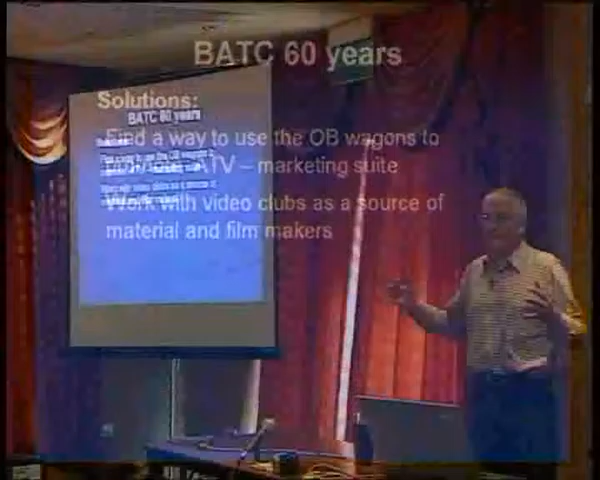 BATC 60 years
Solutions:
BATC 60 years
Find a way to use the OB wagons to
ATV – marketing suite
Work with video clubs as a source of
material and film makers